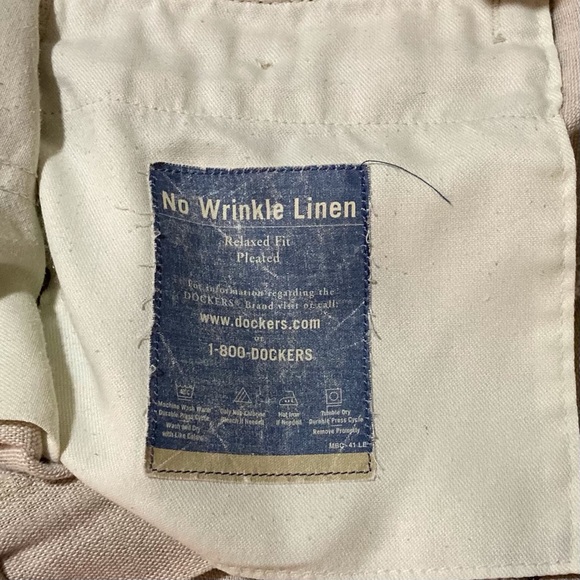 No Wrinkle Linen
Relaxed Fit
Pleated
For information regarding the
DOCKERS® Brand visit or call:
www.dockers.com
or
1-800-DOCKERS
Machine Wash Warm
Durable Press Cycle
Wash and Dry
with Like Colors
Only Non-Chlorine
Bleach if Needed
Hot Iron
if Needed
Tumble Dry
Durable Press Cycle
Remove Promptly